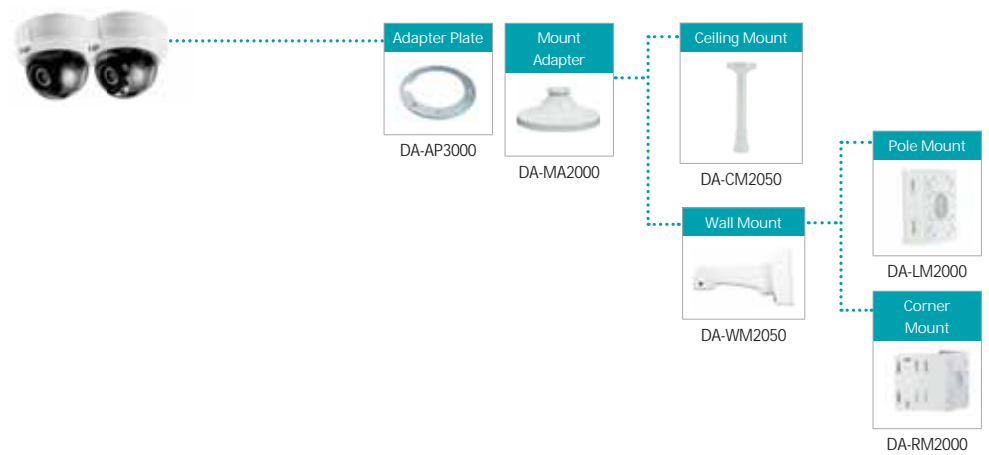 Adapter Plate
DA-AP3000
Mount
Adapter
DA-MA2000
Ceiling Mount
DA-CM2050
Wall Mount
DA-WM2050
Pole Mount
DA-LM2000
Corner
Mount
DA-RM2000